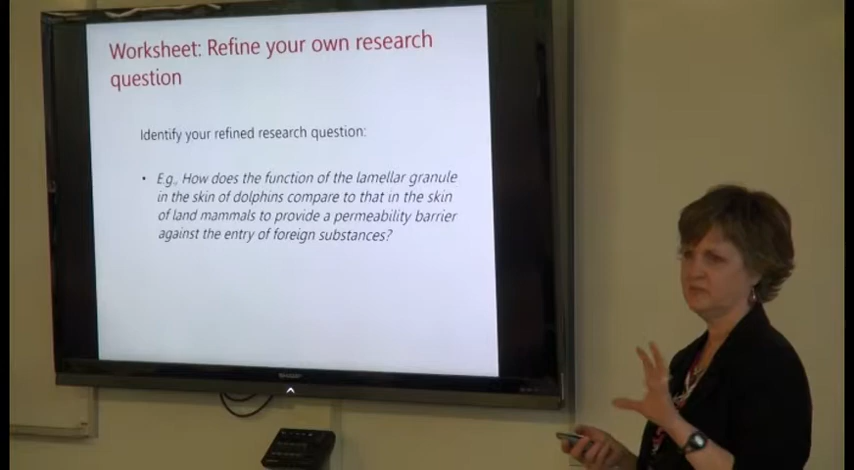 Worksheet: Refine your own research
question
Identify your refined research question:
• E.g., How does the function of the lamellar granule
in the skin of dolphins compare to that in the skin
of land mammals to provide a permeability barrier
against the entry of foreign substances?
SHARP